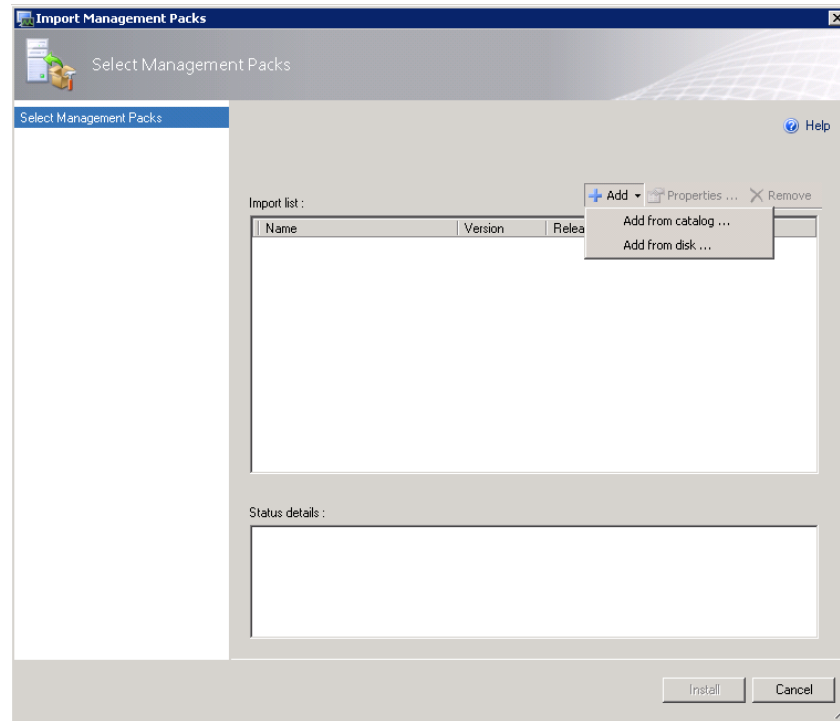 Import Management Packs
Select Management Packs
Select Management Packs
Help
Add Properties ... Remove
Import list :
Name Version Relea
Add from catalog ...
Add from disk ...
Status details :
Install Cancel